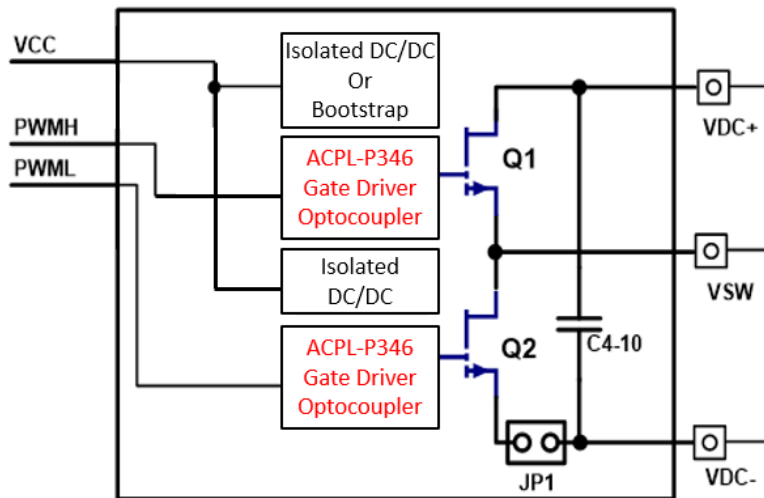 VCC
Isolated DC/DC
Or
Bootstrap
VDC+
PWMH
PWML
ACPL-P346
Gate Driver
Optocoupler
Q1
Isolated
DC/DC
VSW
ACPL-P346
Gate Driver
Optocoupler
Q2
C4-10
JP1
VDC-